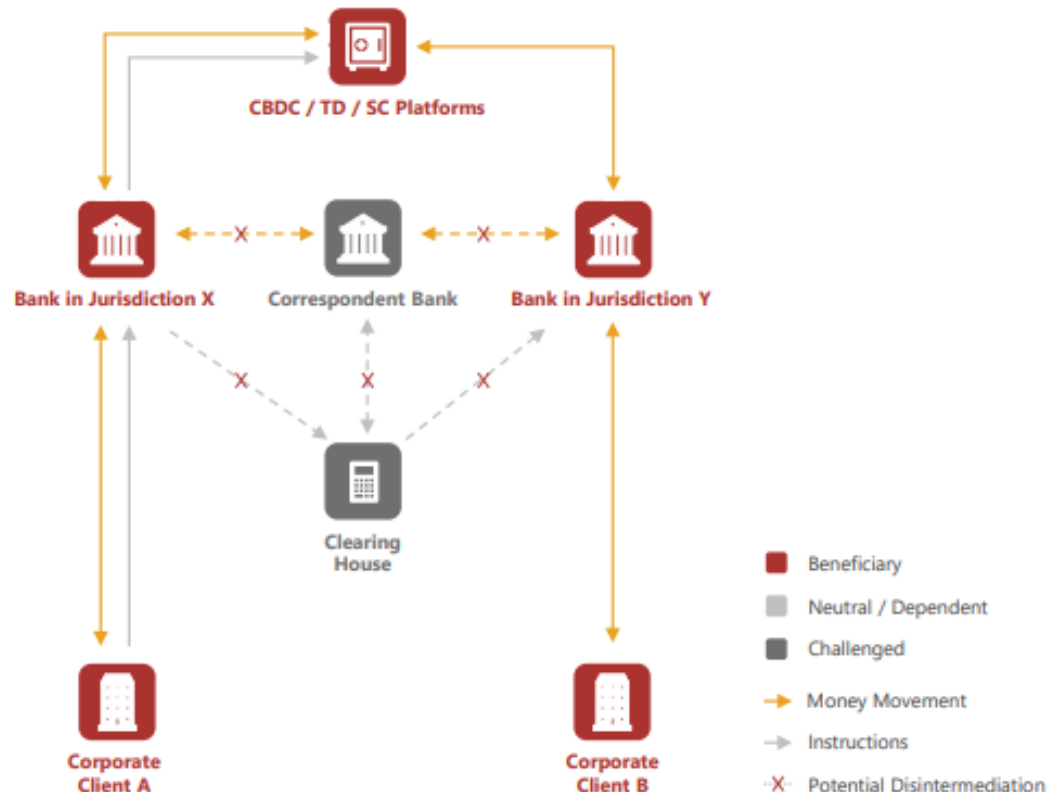 CBDC / TD / SC Platforms
Bank in Jurisdiction X
Correspondent Bank
Bank in Jurisdiction Y
Clearing
House
Corporate
Client A
Corporate
Client B
Beneficiary
Neutral / Dependent
Challenged
Money Movement
Instructions
Potential Disintermediation